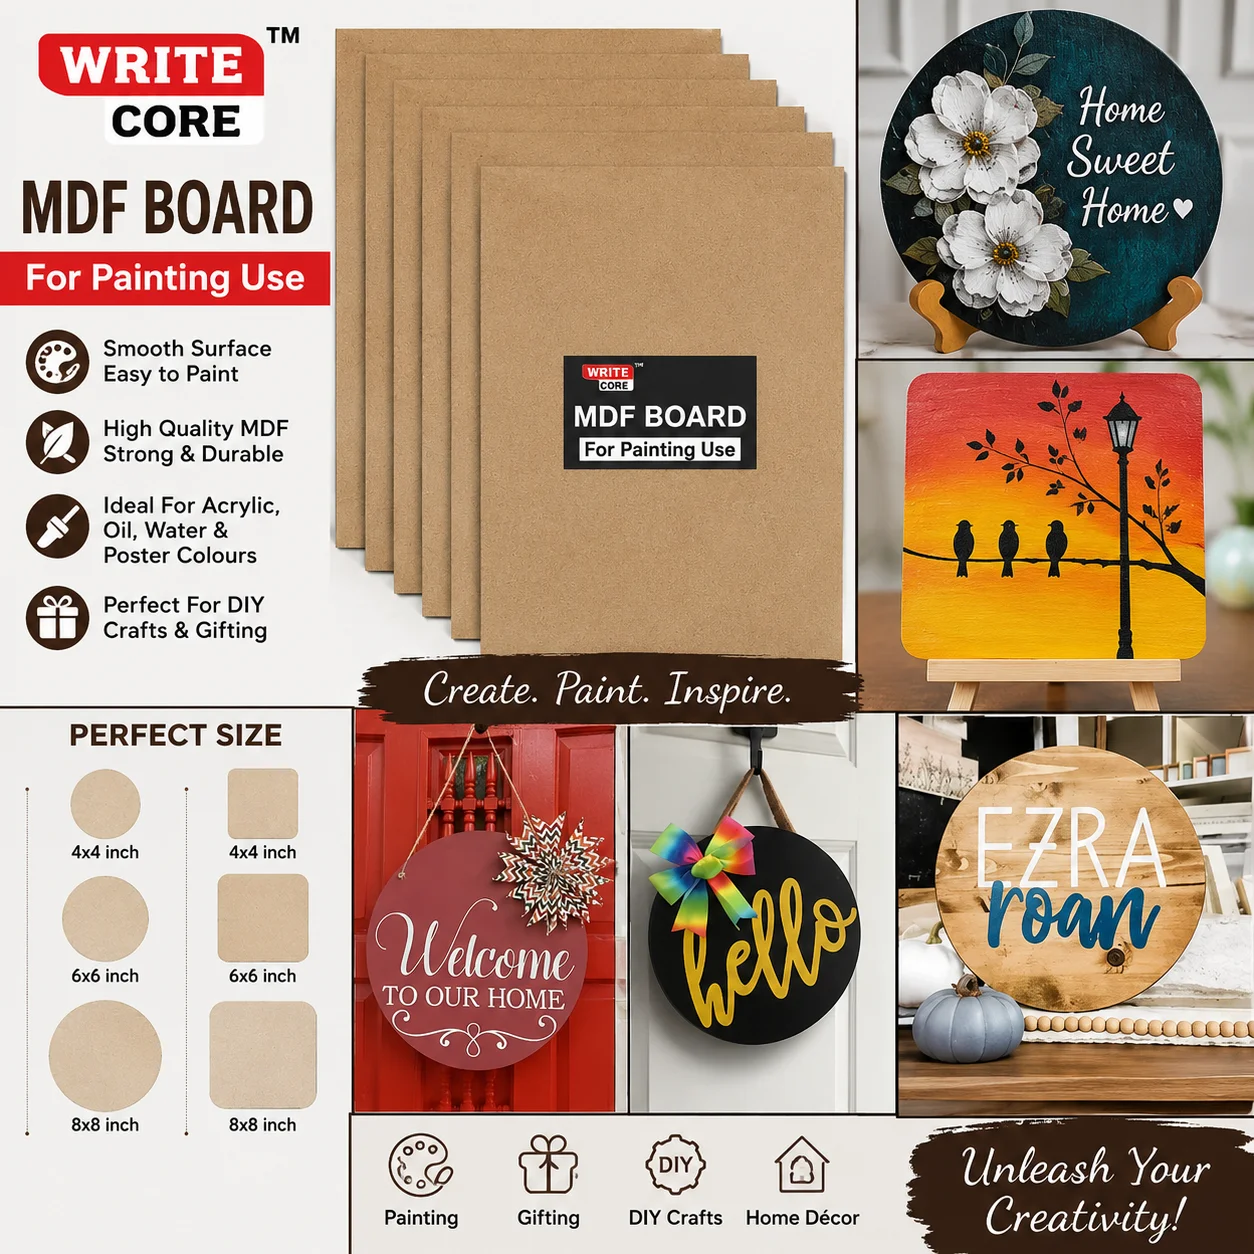 WRITE
CORE
TM
MDF BOARD
For Painting Use
Smooth Surface
Easy to Paint
High Quality MDF
Strong & Durable
Ideal For Acrylic,
Oil, Water &
Poster Colours
Perfect For DIY
Crafts & Gifting
WRITE
CORE
TM
MDF BOARD
For Painting Use
Create. Paint. Inspire.
Home
Sweet
Home
PERFECT SIZE
4x4 inch
4x4 inch
6x6 inch
6x6 inch
8x8 inch
8x8 inch
Welcome
TO OUR HOME
hello
EZRA
roan
Painting
Gifting
DIY
DIY Crafts
Home Décor
Unleash Your
Creativity!